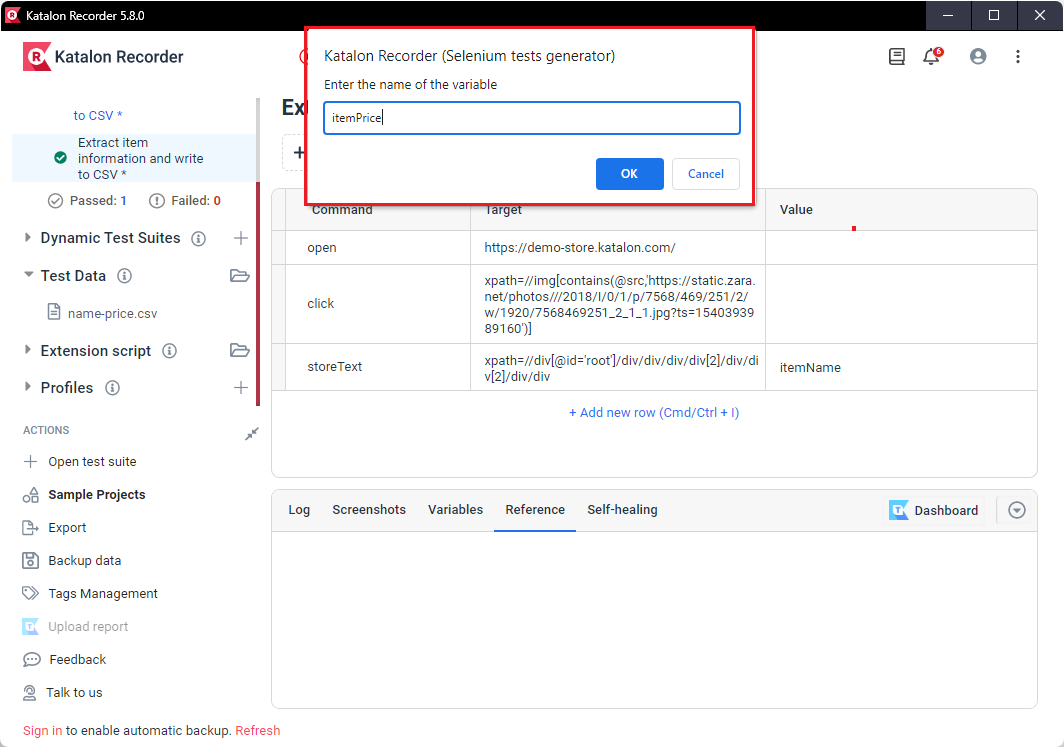 Katalon Recorder 5.8.0
Katalon Recorder
6
Katalon Recorder (Selenium tests generator)
Enter the name of the variable
itemPrice
OK
Cancel
to CSV *
Extract item
information and write
to CSV *
Passed: 1
Failed: 0
Dynamic Test Suites
Test Data
name-price.csv
Extension script
Profiles
ACTIONS
Open test suite
Sample Projects
Export
Backup data
Tags Management
Upload report
Feedback
Talk to us
Sign in to enable automatic backup. Refresh
Ex
+
Command
Target
Value
open
https://demo-store.katalon.com/
click
xpath=//img[contains(@src,'https://static.zara.
net/photos///2018/I/0/1/p/7568/469/251/2/
w/1920/7568469251_2_1_1.jpg?ts=15403939
89160')]
storeText
xpath=//div[@id='root']/div/div/div/div[2]/div/di
v[2]/div/div
itemName
+ Add new row (Cmd/Ctrl + I)
Log
Screenshots
Variables
Reference
Self-healing
Dashboard